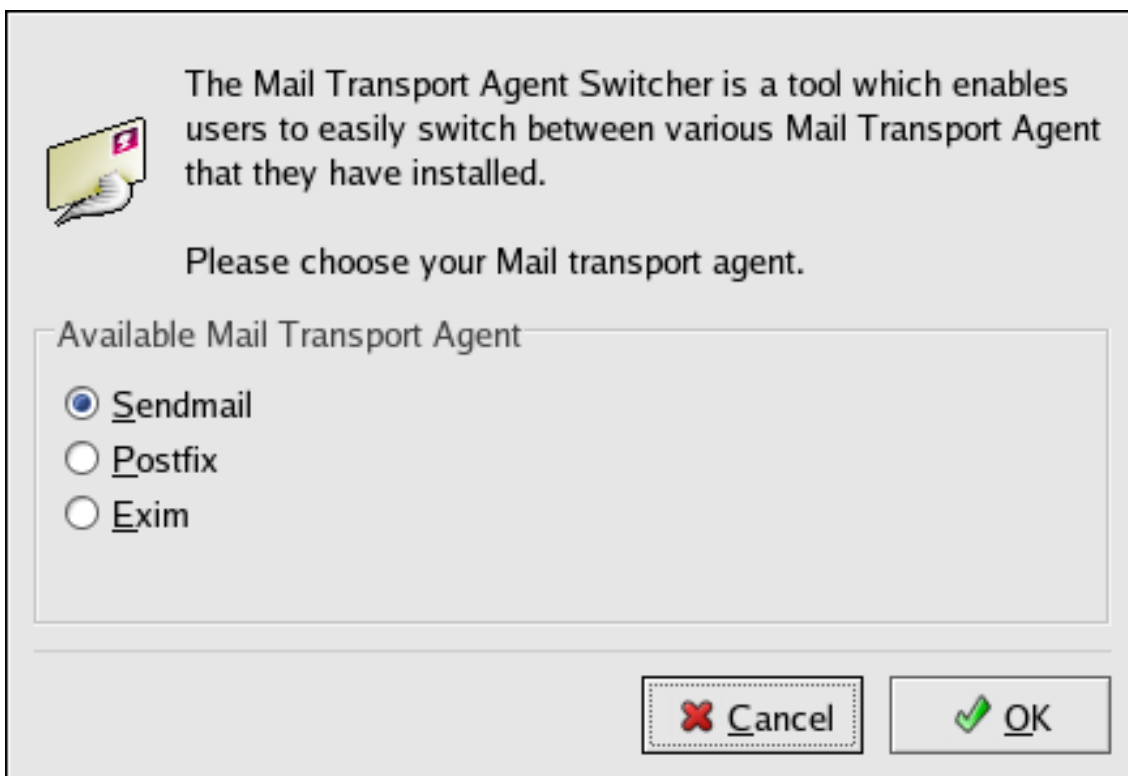 The Mail Transport Agent Switcher is a tool which enables
users to easily switch between various Mail Transport Agent
that they have installed.
Please choose your Mail transport agent.
Available Mail Transport Agent
Sendmail
Postfix
Exim
Cancel
OK